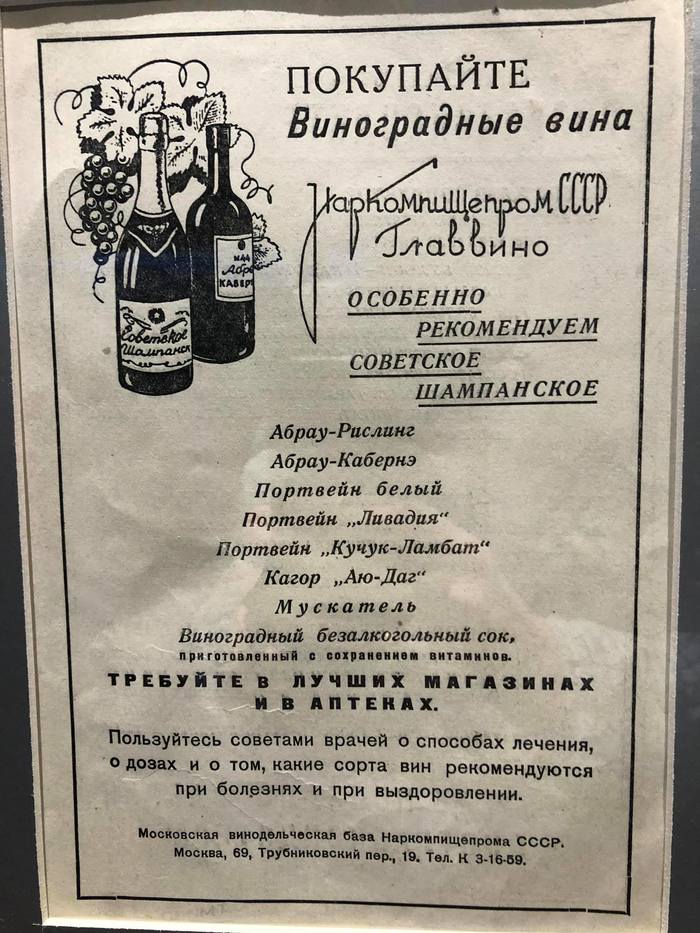 ПОКУПАЙТЕ
Виноградные вина
Наркомпищепром СССР
Главвино
ОСОБЕННО
РЕКОМЕНДУЕМ
СОВЕТСКОЕ
ШАМПАНСКОЕ
Советское
Шампанск
Абрау-Рислинг
Абрау-Кабернэ
Портвейн белый
Портвейн „Ливадия“
Портвейн „Кучук-Ламбат“
Кагор „Аю-Даг“
Мускатель
Виноградный безалкогольный сок,
приготовленный с сохранением витаминов.
ТРЕБУЙТЕ В ЛУЧШИХ МАГАЗИНАХ
И В АПТЕКАХ.
Пользуйтесь советами врачей о способах лечения,
о дозах и о том, какие сорта вин рекомендуются
при болезнях и при выздоровлении.
Московская винодельческая база Наркомпищепрома СССР.
Москва, 69, Трубниковский пер., 19. Тел. К 3-16-59.